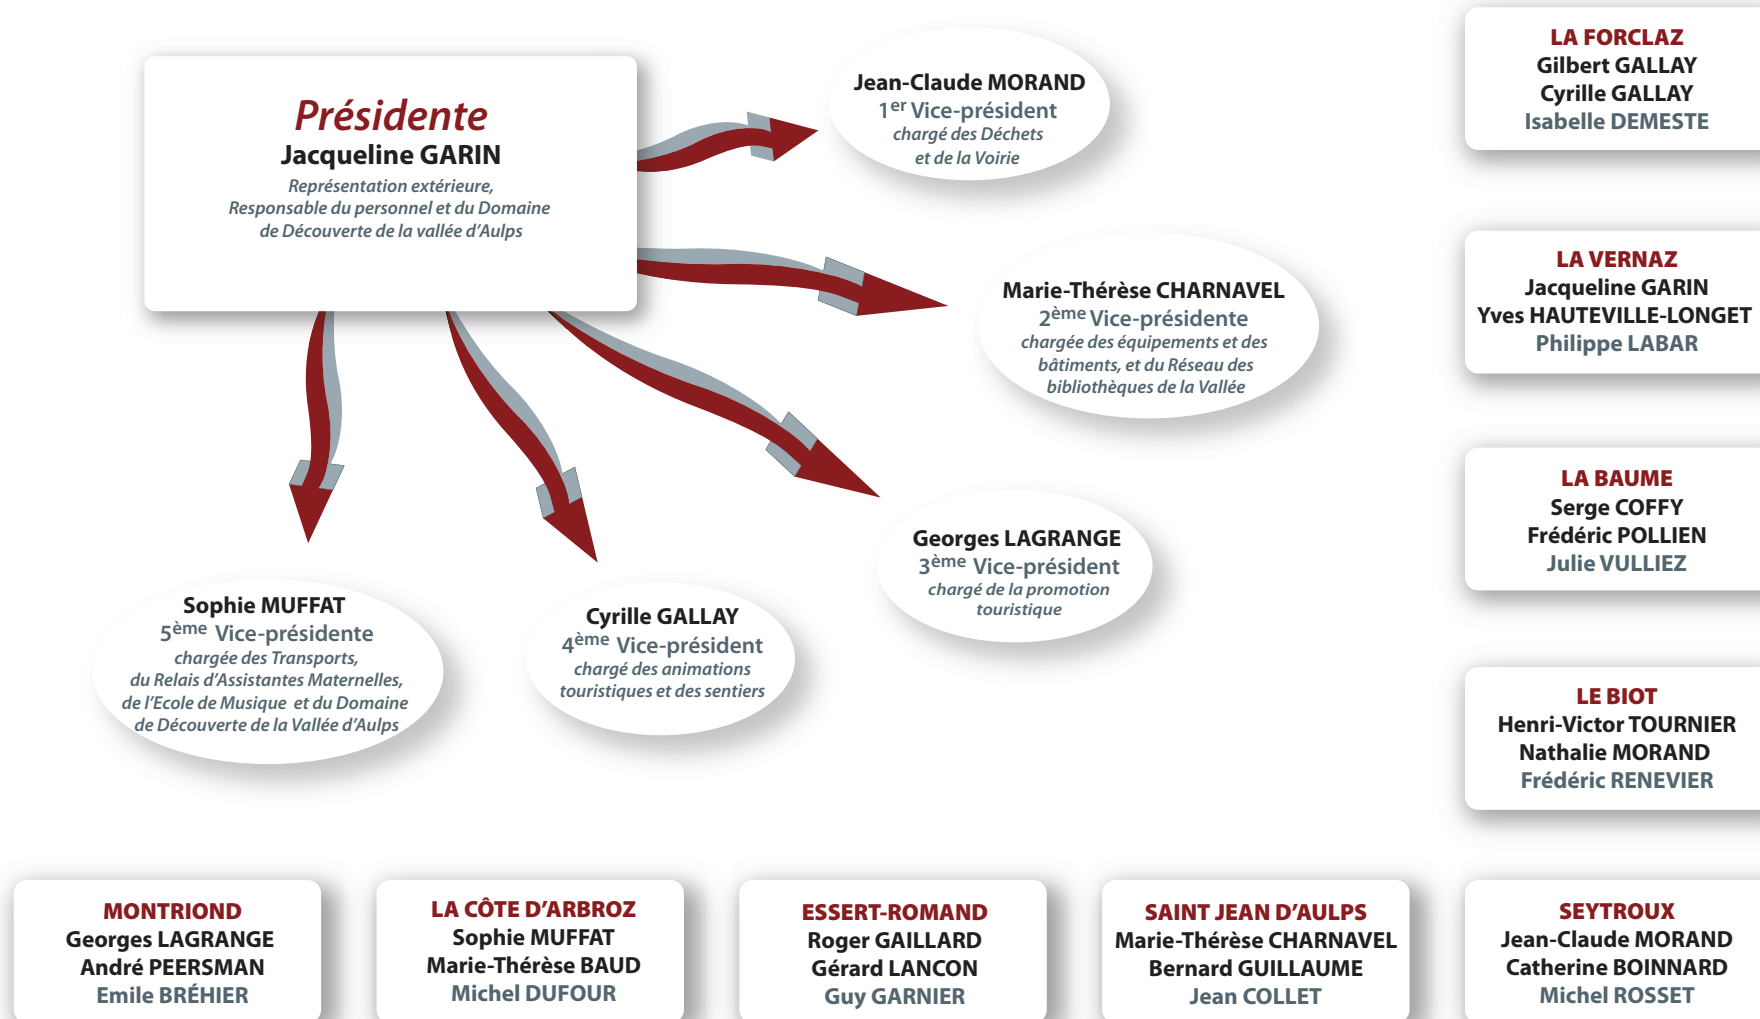 Présidente
Jacqueline GARIN
Représentation extérieure,
Responsable du personnel et du Domaine
de Découverte de la vallée d’Aulps
Jean-Claude MORAND
1er Vice-président
chargé des Déchets
et de la Voirie
Marie-Thérèse CHARNAVEL
2ème Vice-présidente
chargée des équipements et des
bâtiments, et du Réseau des
bibliothèques de la Vallée
Georges LAGRANGE
3ème Vice-président
chargé de la promotion
touristique
Cyrille GALLAY
4ème Vice-président
chargé des animations
touristiques et des sentiers
Sophie MUFFAT
5ème Vice-présidente
chargée des Transports,
du Relais d’Assistantes Maternelles,
de l’Ecole de Musique et du Domaine
de Découverte de la Vallée d’Aulps
LA FORCLAZ
Gilbert GALLAY
Cyrille GALLAY
Isabelle DEMESTE
LA VERNAZ
Jacqueline GARIN
Yves HAUTEVILLE-LONGET
Philippe LABAR
LA BAUME
Serge COFFY
Frédéric POLLIEN
Julie VULLIEZ
LE BIOT
Henri-Victor TOURNIER
Nathalie MORAND
Frédéric RENEVIER
MONTRIOND
Georges LAGRANGE
André PEERSMAN
Emile BRÉHIER
LA CÔTE D’ARBROZ
Sophie MUFFAT
Marie-Thérèse BAUD
Michel DUFOUR
ESSERT-ROMAND
Roger GAILLARD
Gérard LANCON
Guy GARNIER
SAINT JEAN D’AULPS
Marie-Thérèse CHARNAVEL
Bernard GUILLAUME
Jean COLLET
SEYTROUX
Jean-Claude MORAND
Catherine BOINNARD
Michel ROSSET